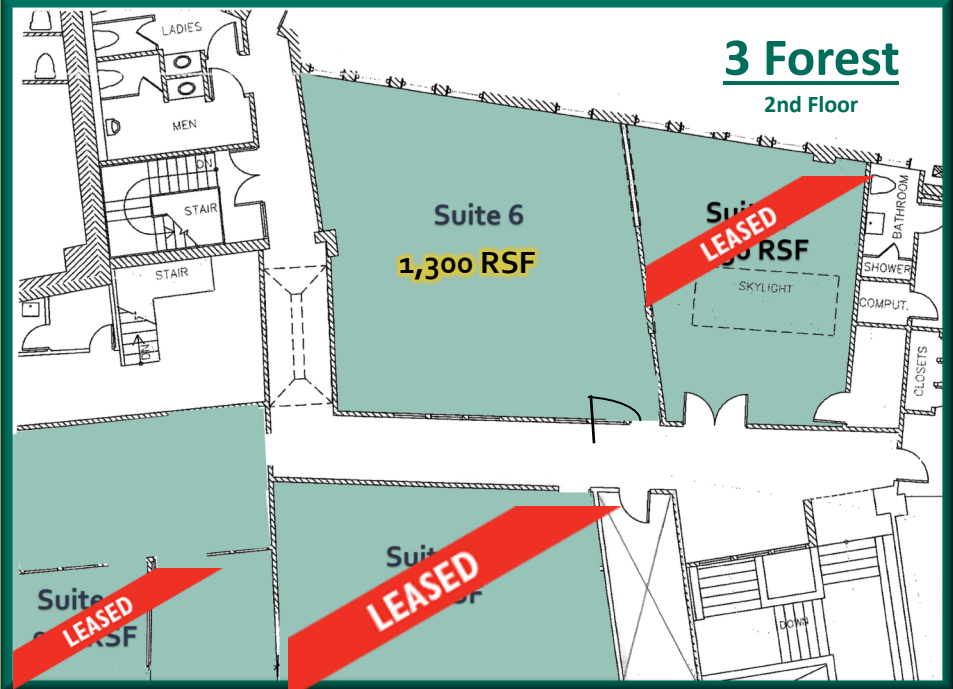 LADIES
3 Forest
2nd Floor
MEN
DN
STAIR
BATHROOM
Suite 6
LEASED
1,300 RSF
RSF
SHOWER
STAIR
SKYLIGHT
COMPUT.
DN
CLOSETS
LEASED
Suite
LEASED
RSF
DOWN